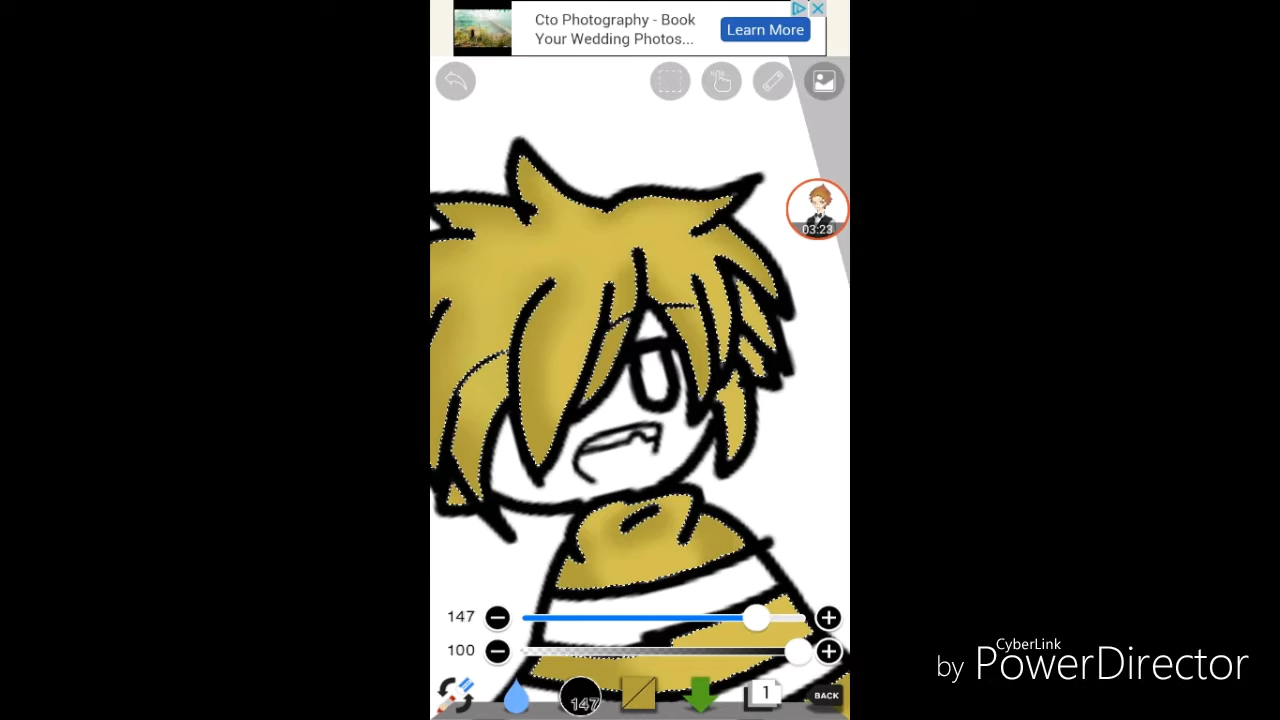 Cto Photography - Book
Your Wedding Photos...
Learn More
03:23
147
100
147
1
BACK
CyberLink
by PowerDirector